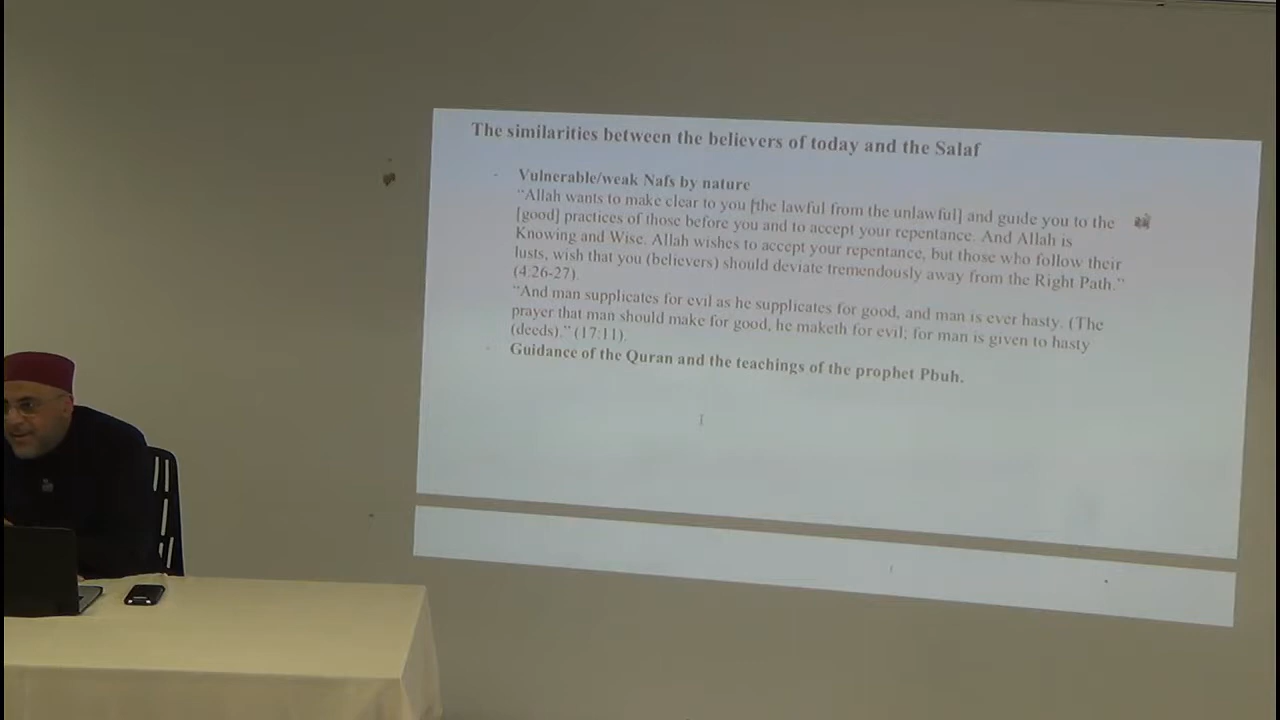 The similarities between the believers of today and the Salaf
- Vulnerable/weak Nafs by nature
“Allah wants to make clear to you [the lawful from the unlawful] and guide you to the
[good] practices of those before you and to accept your repentance. And Allah is
Knowing and Wise. Allah wishes to accept your repentance, but those who follow their
lusts, wish that you (believers) should deviate tremendously away from the Right Path.”
(4:26-27).
“And man supplicates for evil as he supplicates for good, and man is ever hasty. (The
prayer that man should make for good, he maketh for evil; for man is given to hasty
(deeds).” (17:11).
- Guidance of the Quran and the teachings of the prophet Pbuh.